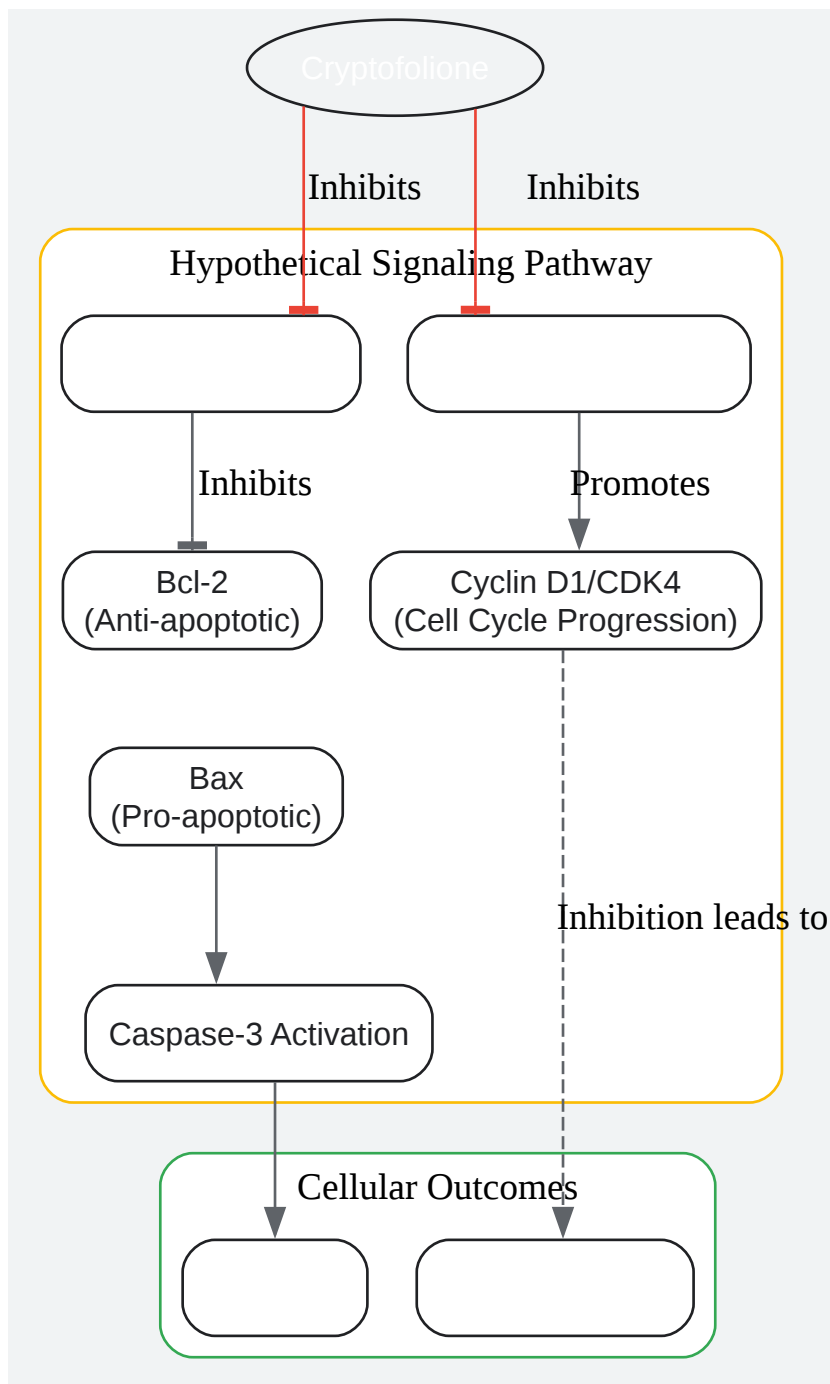 Cryptofolione
Inhibits
Inhibits
Hypothetical Signaling Pathway
Inhibits
Promotes
Bcl-2
(Anti-apoptotic)
Cyclin D1/CDK4
(Cell Cycle Progression)
Bax
(Pro-apoptotic)
Inhibition leads to
Caspase-3 Activation
Cellular Outcomes